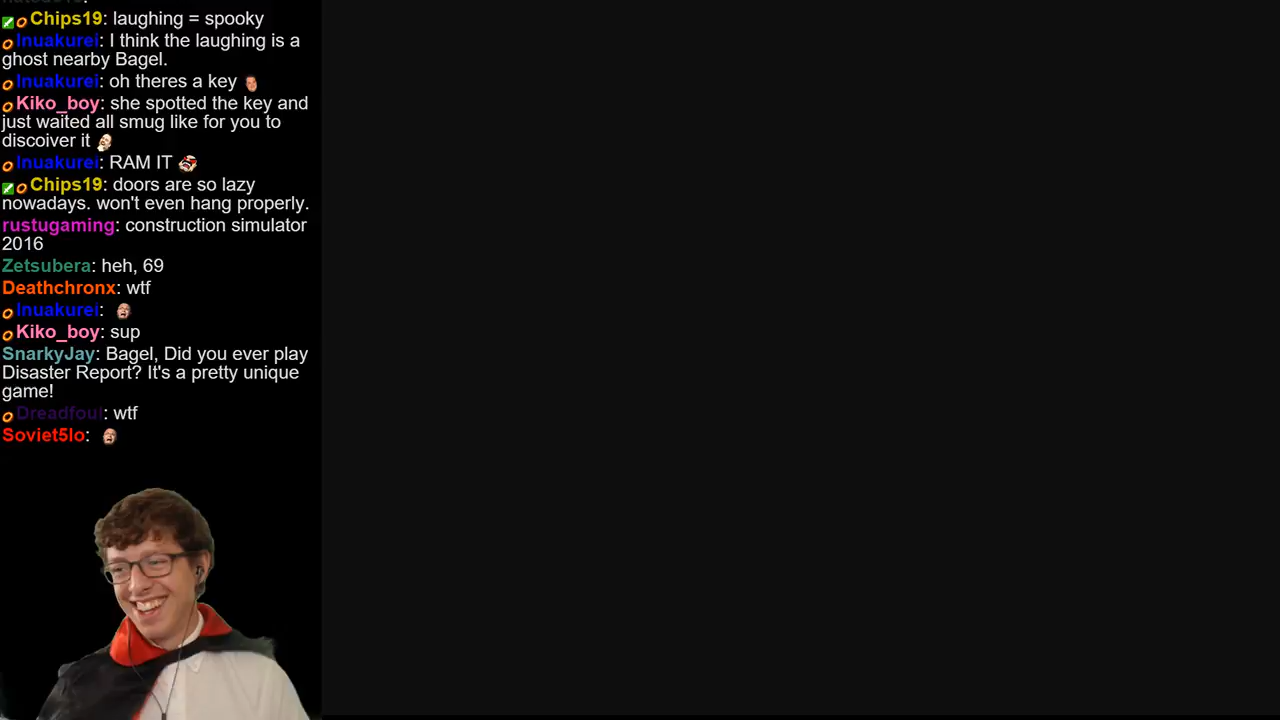 Chips19: laughing = spooky
Inuakurei: I think the laughing is a
ghost nearby Bagel.
Inuakurei: oh theres a key
Kiko_boy: she spotted the key and
just waited all smug like for you to
discoiver it
Inuakurei: RAM IT
Chips19: doors are so lazy
nowadays. won't even hang properly.
rustugaming: construction simulator
2016
Zetsubera: heh, 69
Deathchronx: wtf
Inuakurei:
Kiko_boy: sup
SnarkyJay: Bagel, Did you ever play
Disaster Report? It's a pretty unique
game!
Dreadfoul: wtf
Soviet5lo: